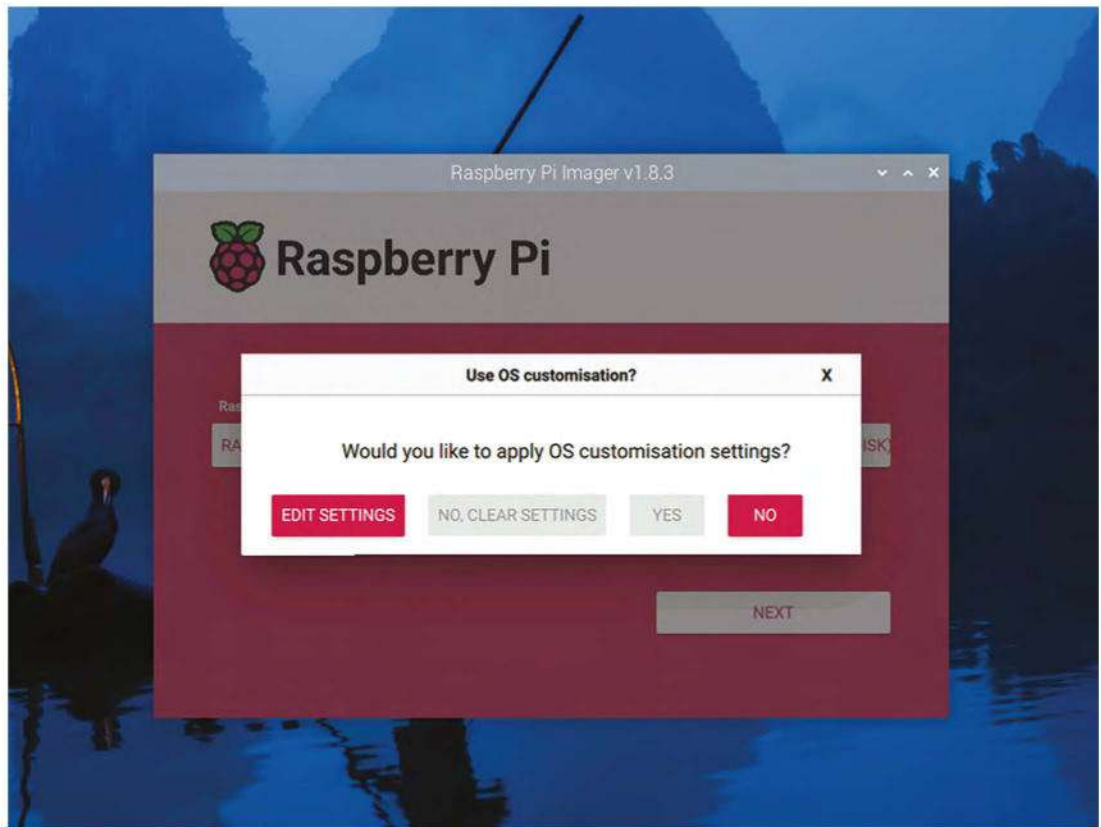 Raspberry Pi Imager v1.8.3
Raspberry Pi
Use OS customisation?
X
Would you like to apply OS customisation settings?
EDIT SETTINGS
NO, CLEAR SETTINGS
YES
NO
NEXT